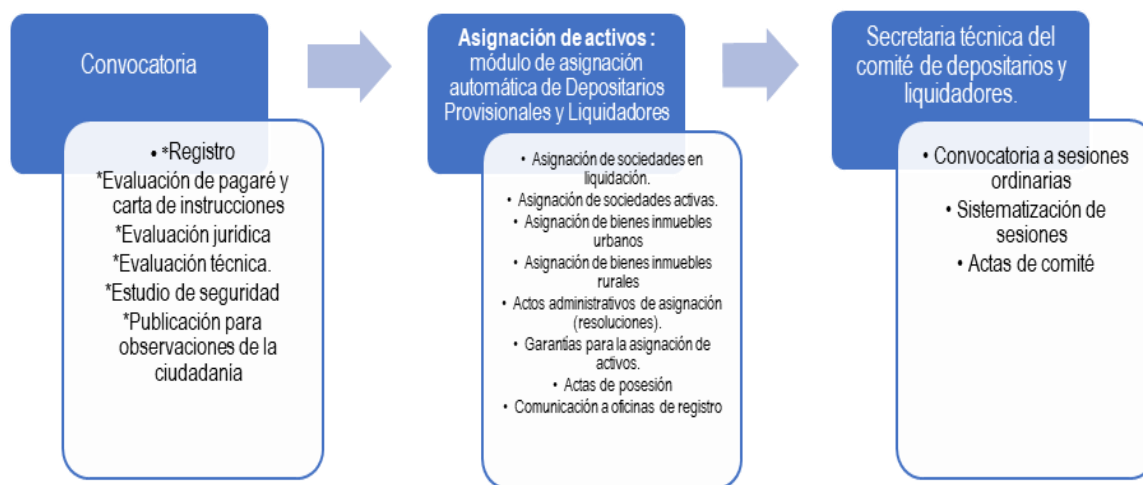 Convocatoria
• *Registro
*Evaluación de pagaré y
carta de instrucciones
*Evaluación jurídica
*Evaluación técnica.
*Estudio de seguridad
*Publicación para
observaciones de la
ciudadanía
Asignación de activos :
módulo de asignación
automática de Depositarios
Provisionales y Liquidadores
• Asignación de sociedades en
liquidación.
• Asignación de sociedades activas.
• Asignación de bienes inmuebles
urbanos
• Asignación de bienes inmuebles
rurales
• Actos administrativos de asignación
(resoluciones).
• Garantías para la asignación de
activos.
• Actas de posesión
• Comunicación a oficinas de registro
Secretaria técnica del
comité de depositarios y
liquidadores.
• Convocatoria a sesiones
ordinarias
• Sistematización de
sesiones
• Actas de comité